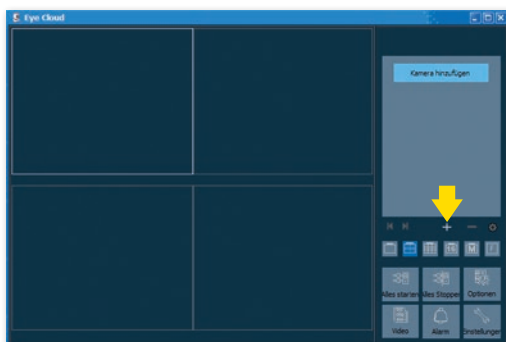 Eye Cloud
Kamera hinzufügen
Alles starten Alles Stoppen Optionen
Video Alarm Einstellungen